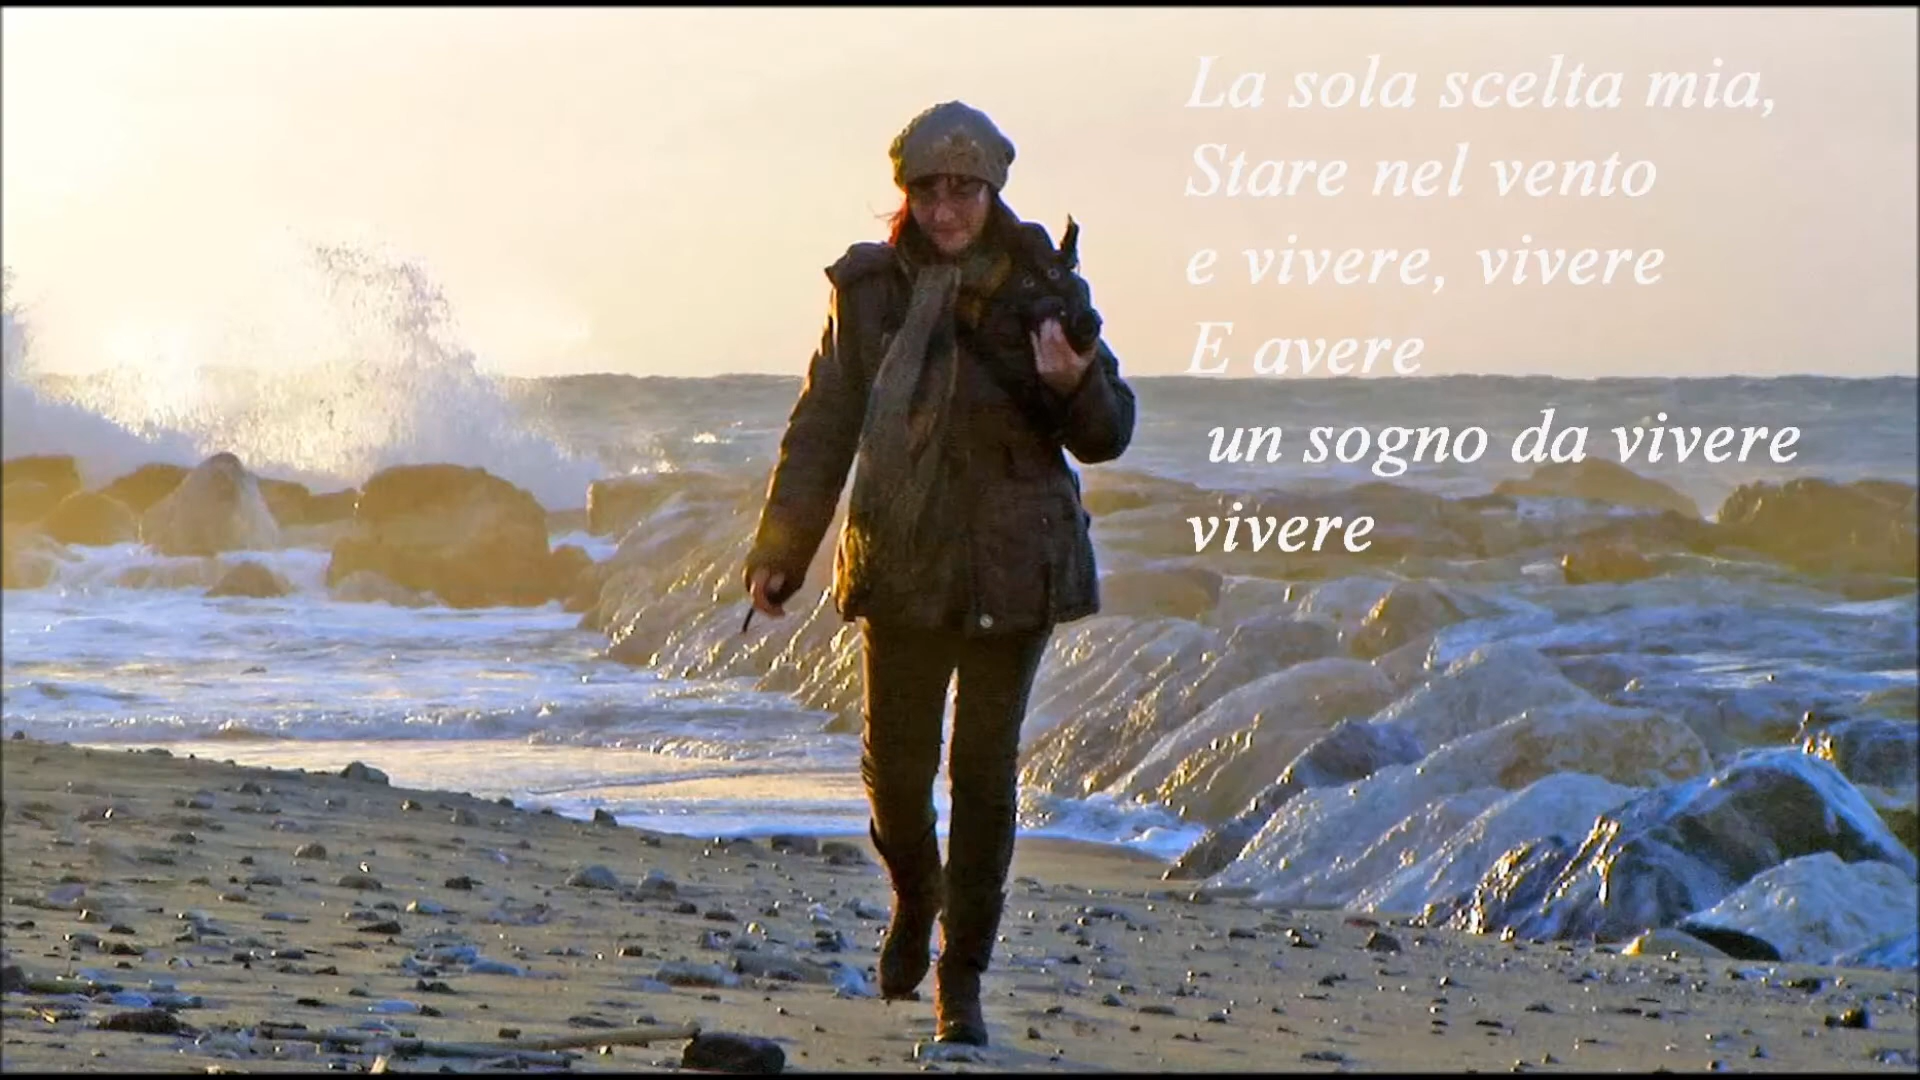 La sola scelta mia,
Stare nel vento
e vivere, vivere
E avere
un sogno da vivere
vivere